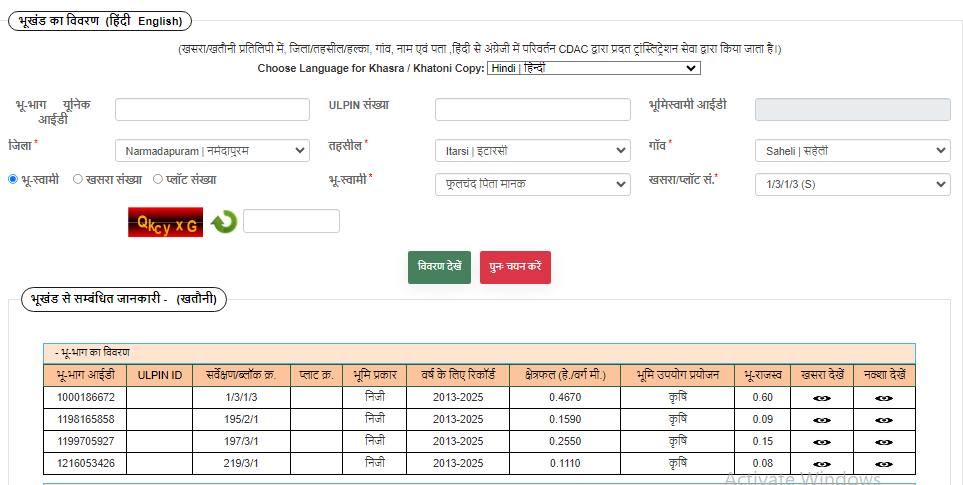 भूखंड का विवरण (हिंदी English)
(खसरा/खतौनी प्रतिलिपी में, जिला/तहसील/हल्का, गांव, नाम एवं पता ,हिंदी से अंग्रेजी में परिवर्तन CDAC द्वारा प्रदत ट्रांस्लिट्रेशन सेवा द्वारा किया जाता है।)
Choose Language for Khasra / Khatoni Copy: Hindi | हिन्दी
भू-भाग यूनिक आईडी ULPIN संख्या भूमिस्वामी आईडी
जिला * Narmadapuram | नर्मदापुरम तहसील * Itarsi | इटारसी गॉव * Saheli | सहेली
भू-स्वामी खसरा संख्या प्लॉट संख्या भू-स्वामी * फूलचंद पिता मानक खसरा/प्लॉट सं.* 1/3/1/3 (S)
Qkcy x G
विवरण देखें पुनः चयन करें
भूखंड से सम्बंधित जानकारी - (खतौनी)
- भू-भाग का विवरण
भू-भाग आईडी ULPIN ID सर्वेक्षण/ब्लॉक क्र. प्लाट क्र. भूमि प्रकार वर्ष के लिए रिकॉर्ड क्षेत्रफल (हे./वर्ग मी.) भूमि उपयोग प्रयोजन भू-राजस्व खसरा देखें नक्शा देखें
1000186672 1/3/1/3 निजी 2013-2025 0.4670 कृषि 0.60
1198165858 195/2/1 निजी 2013-2025 0.1590 कृषि 0.09
1199705927 197/3/1 निजी 2013-2025 0.2550 कृषि 0.15
1216053426 219/3/1 निजी 2013-2025 0.1110 कृषि 0.08
Activate Windows